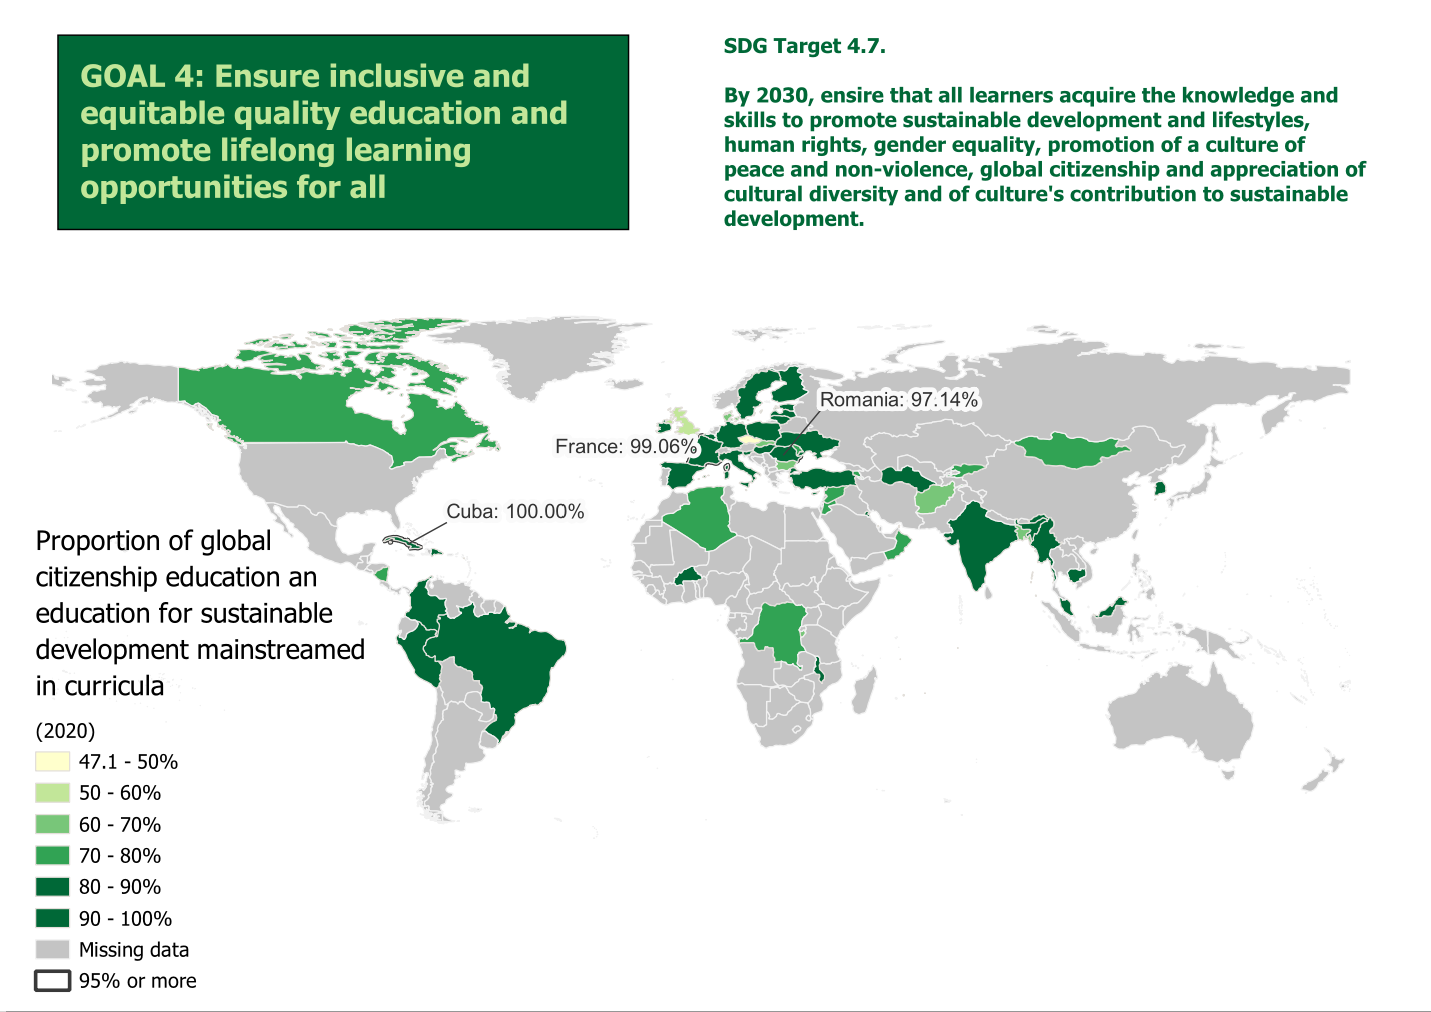 GOAL 4: Ensure inclusive and
equitable quality education and
promote lifelong learning
opportunities for all
SDG Target 4.7.
By 2030, ensire that all learners acquire the knowledge and
skills to promote sustainable development and lifestyles,
human rights, gender equality, promotion of a culture of
peace and non-violence, global citizenship and appreciation of
cultural diversity and of culture's contribution to sustainable
development.
Romania: 97.14%
France: 99.06%
Cuba: 100.00%
Proportion of global
citizenship education an
education for sustainable
development mainstreamed
in curricula
(2020)
47.1 - 50%
50 - 60%
60 - 70%
70 - 80%
80 - 90%
90 - 100%
Missing data
95% or more